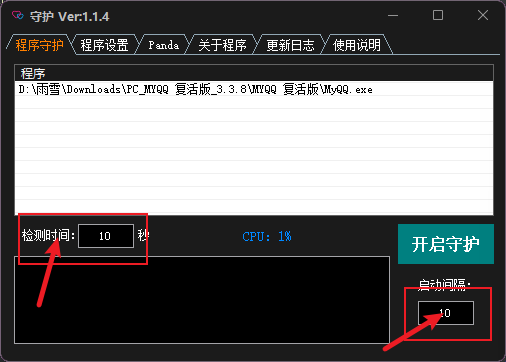 守护 Ver:1.1.4
程序守护 程序设置 Panda 关于程序 更新日志 使用说明
程序
D:\雨雪\Downloads\PC_MYQQ 复活版_3.3.8\MYQQ 复活版\MyQQ.exe
检测时间: 10 秒 CPU: 1% 开启守护
启动间隔:
10